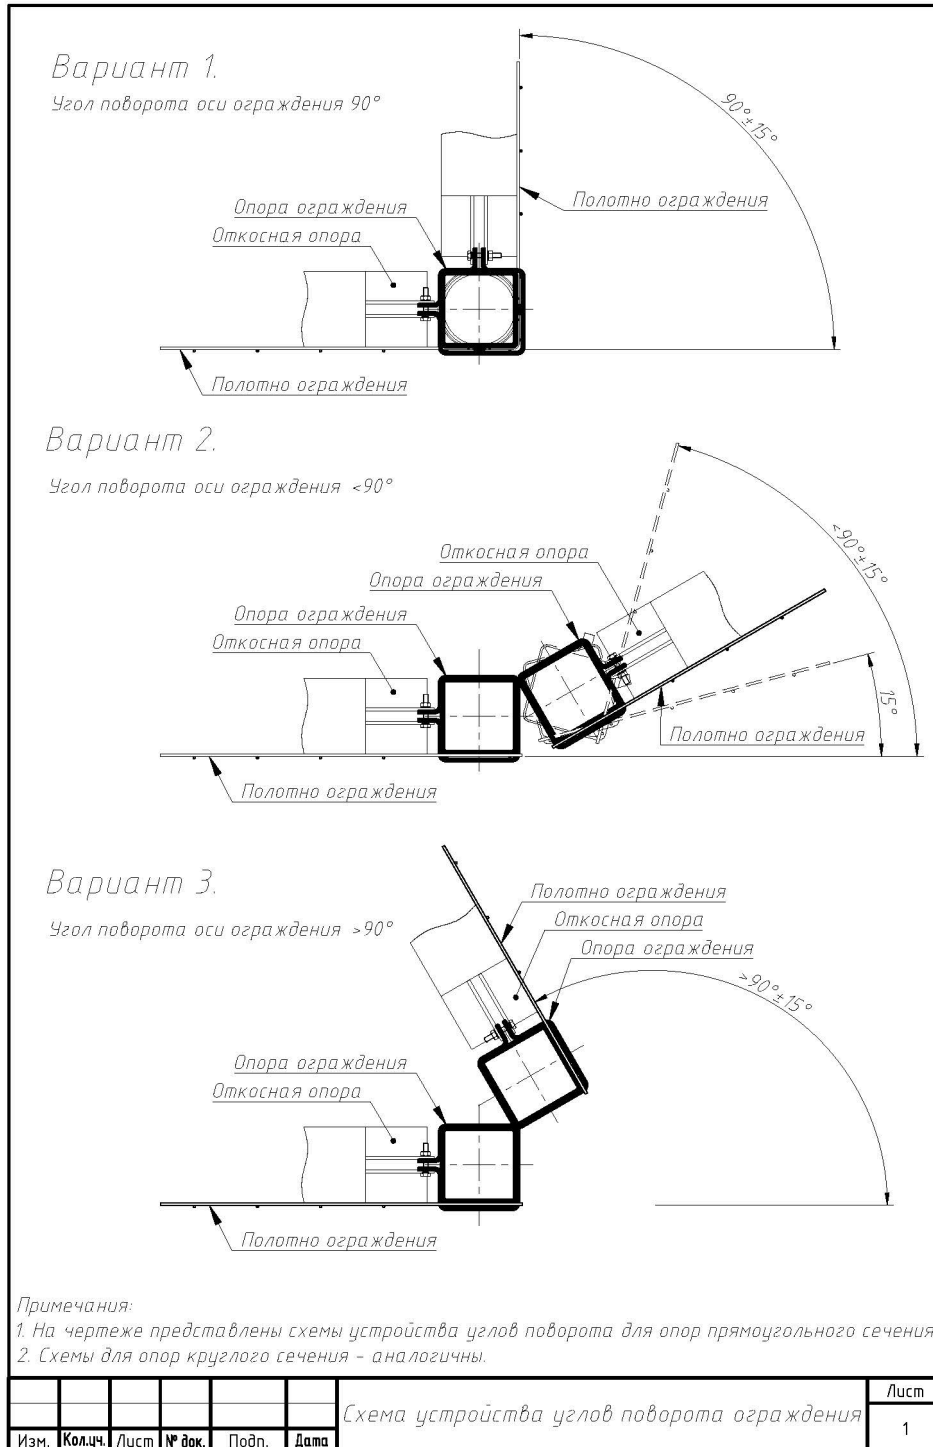 Вариант 1.
Угол поворота оси ограждения 90°
90°±15°
Полотно ограждения
Опора ограждения
Откосная опора
Полотно ограждения
Вариант 2.
Угол поворота оси ограждения <90°
<90°±15°
Откосная опора
Опора ограждения
Опора ограждения
Откосная опора
15°
Полотно ограждения
Полотно ограждения
Вариант 3.
Угол поворота оси ограждения >90°
Полотно ограждения
Откосная опора
Опора ограждения
>90°±15°
Опора ограждения
Откосная опора
Полотно ограждения
Примечания:
1. На чертеже представлены схемы устройства углов поворота для опор прямоугольного сечения
2. Схемы для опор круглого сечения - аналогичны.
Схема устройства углов поворота ограждения
Лист
1
Изм. Кол.уч. Лист № док. Подп. Дата